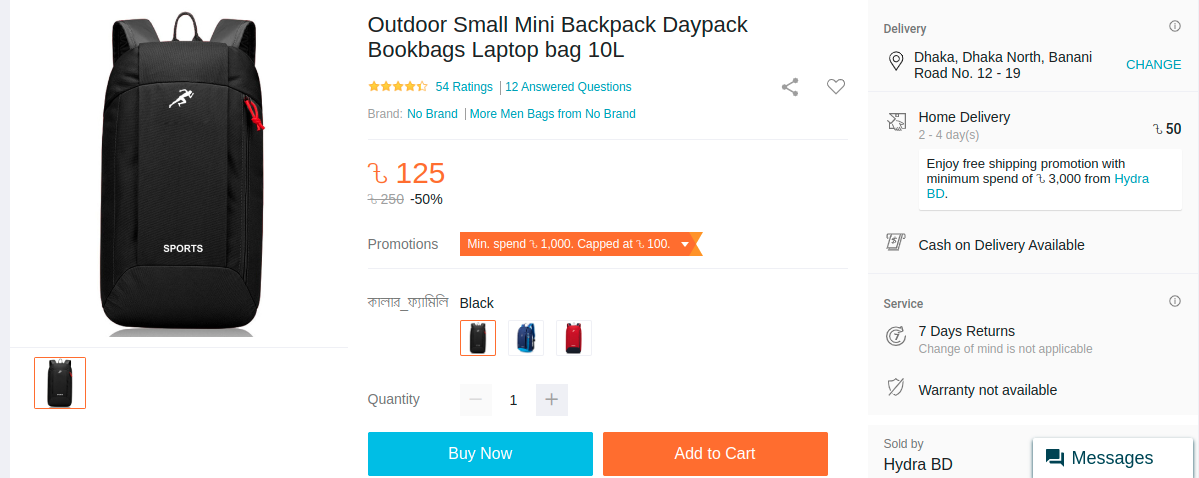 Outdoor Small Mini Backpack Daypack
Bookbags Laptop bag 10L
54 Ratings | 12 Answered Questions
Brand: No Brand | More Men Bags from No Brand
৳ 125
৳ 250 -50%
Promotions Min. spend ৳ 1,000. Capped at ৳ 100.
কালার_ফ্যামিলি Black
Quantity 1
Buy Now Add to Cart
SPORTS
SPORTS
Delivery
Dhaka, Dhaka North, Banani
Road No. 12 - 19
CHANGE
Home Delivery
2 - 4 day(s)
৳ 50
Enjoy free shipping promotion with
minimum spend of ৳ 3,000 from Hydra
BD.
Cash on Delivery Available
Service
7 Days Returns
Change of mind is not applicable
Warranty not available
Sold by
Hydra BD
Messages